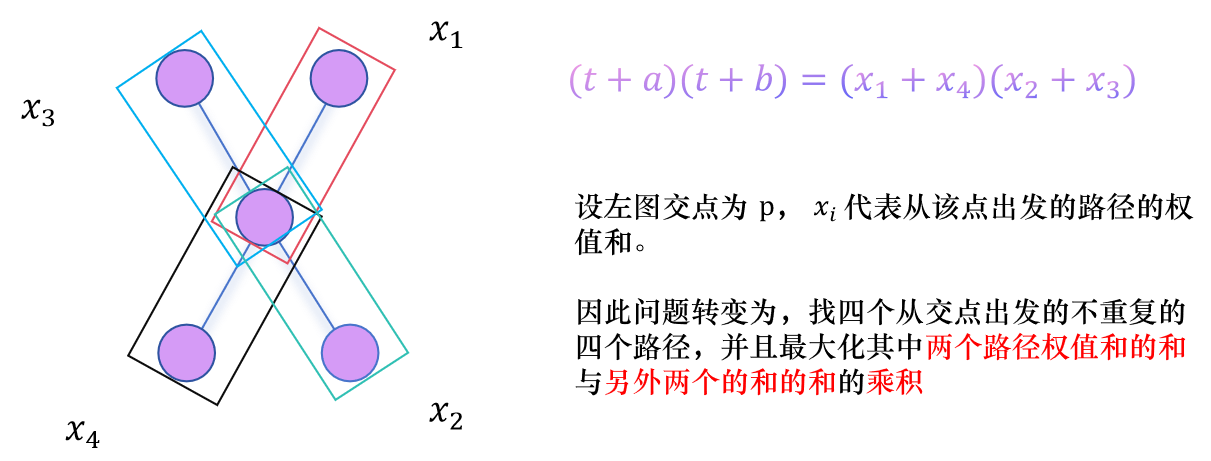 x₁
(t + a)(t + b) = (x₁ + x₄)(x₂ + x₃)
x₃
设左图交点为 p， xᵢ 代表从该点出发的路径的权
值和。
因此问题转变为，找四个从交点出发的不重复的
四个路径，并且最大化其中两个路径权值和的和
与另外两个的和的和的乘积
x₂
x₄